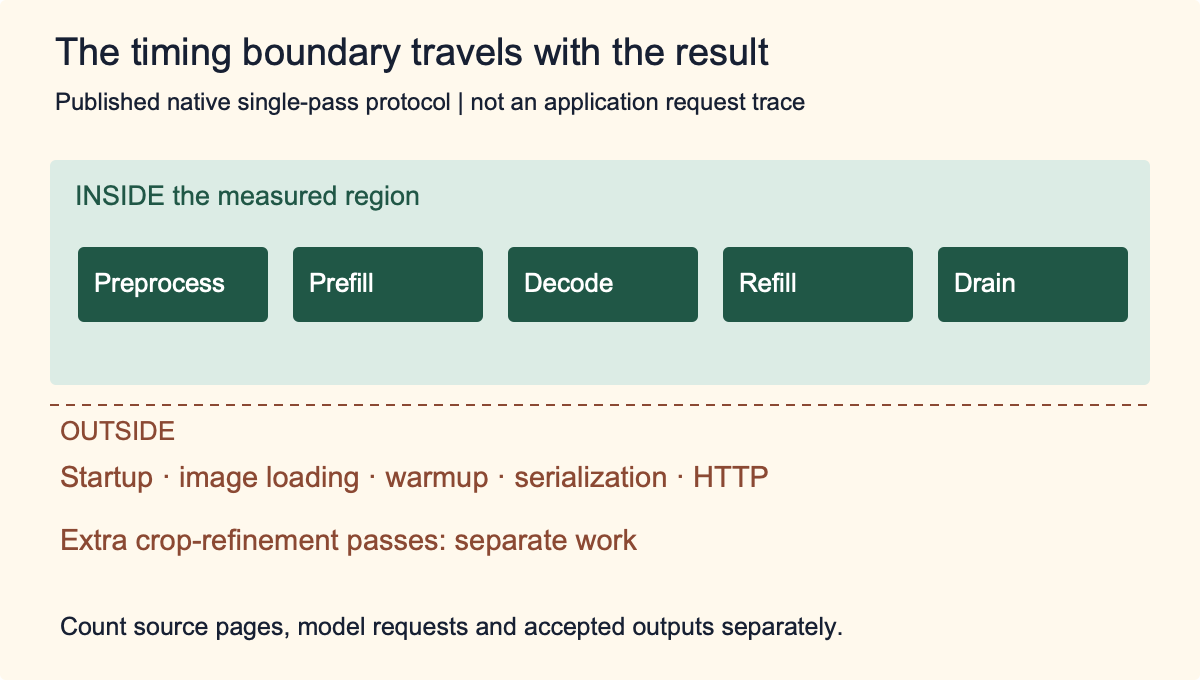 The timing boundary travels with the result
Published native single-pass protocol | not an application request trace
INSIDE the measured region
Preprocess
Prefill
Decode
Refill
Drain
OUTSIDE
Startup · image loading · warmup · serialization · HTTP
Extra crop-refinement passes: separate work
Count source pages, model requests and accepted outputs separately.